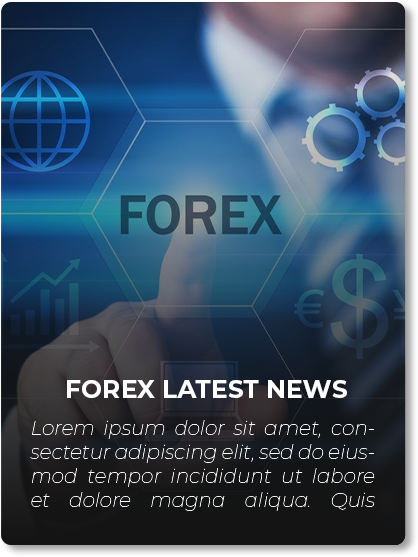 FOREX
€ $ ¥
FOREX LATEST NEWS
Lorem ipsum dolor sit amet, con-
sectetur adipiscing elit, sed do eius-
mod tempor incididunt ut labore
et dolore magna aliqua. Quis